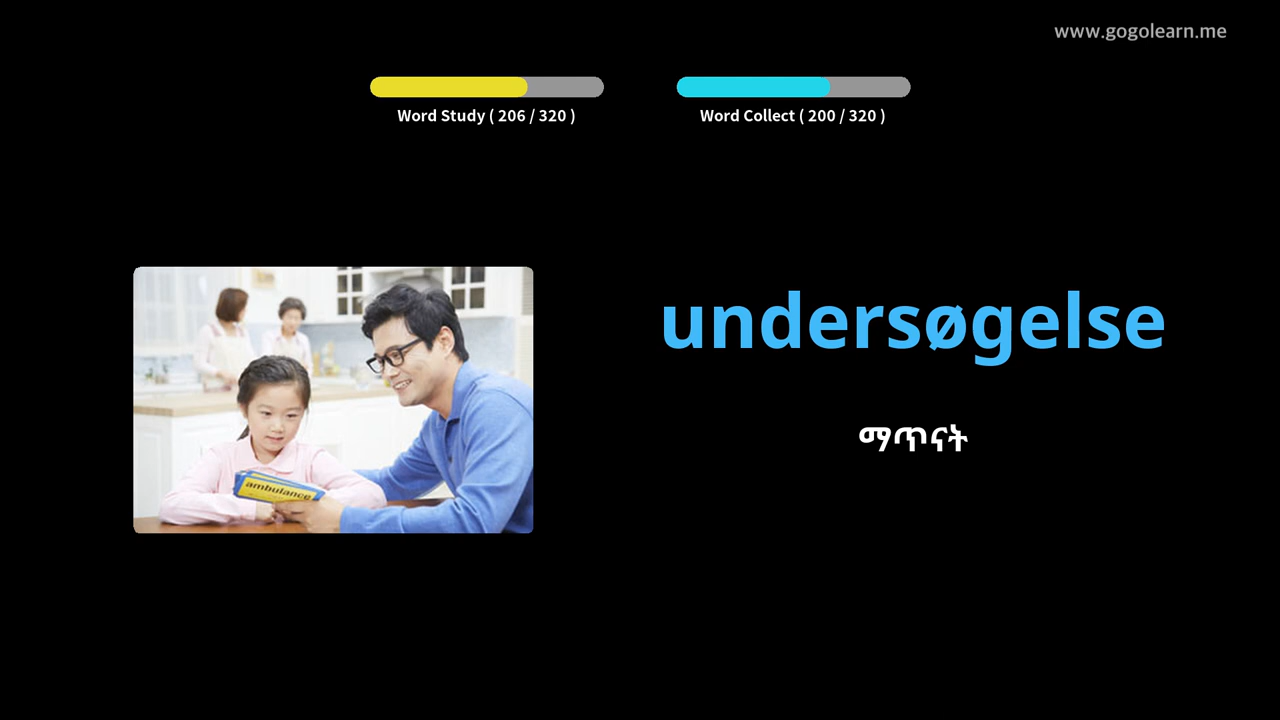 www.gogolearn.me
Word Study ( 206 / 320 )
Word Collect ( 200 / 320 )
undersøgelse
ማጥናት
ambulance